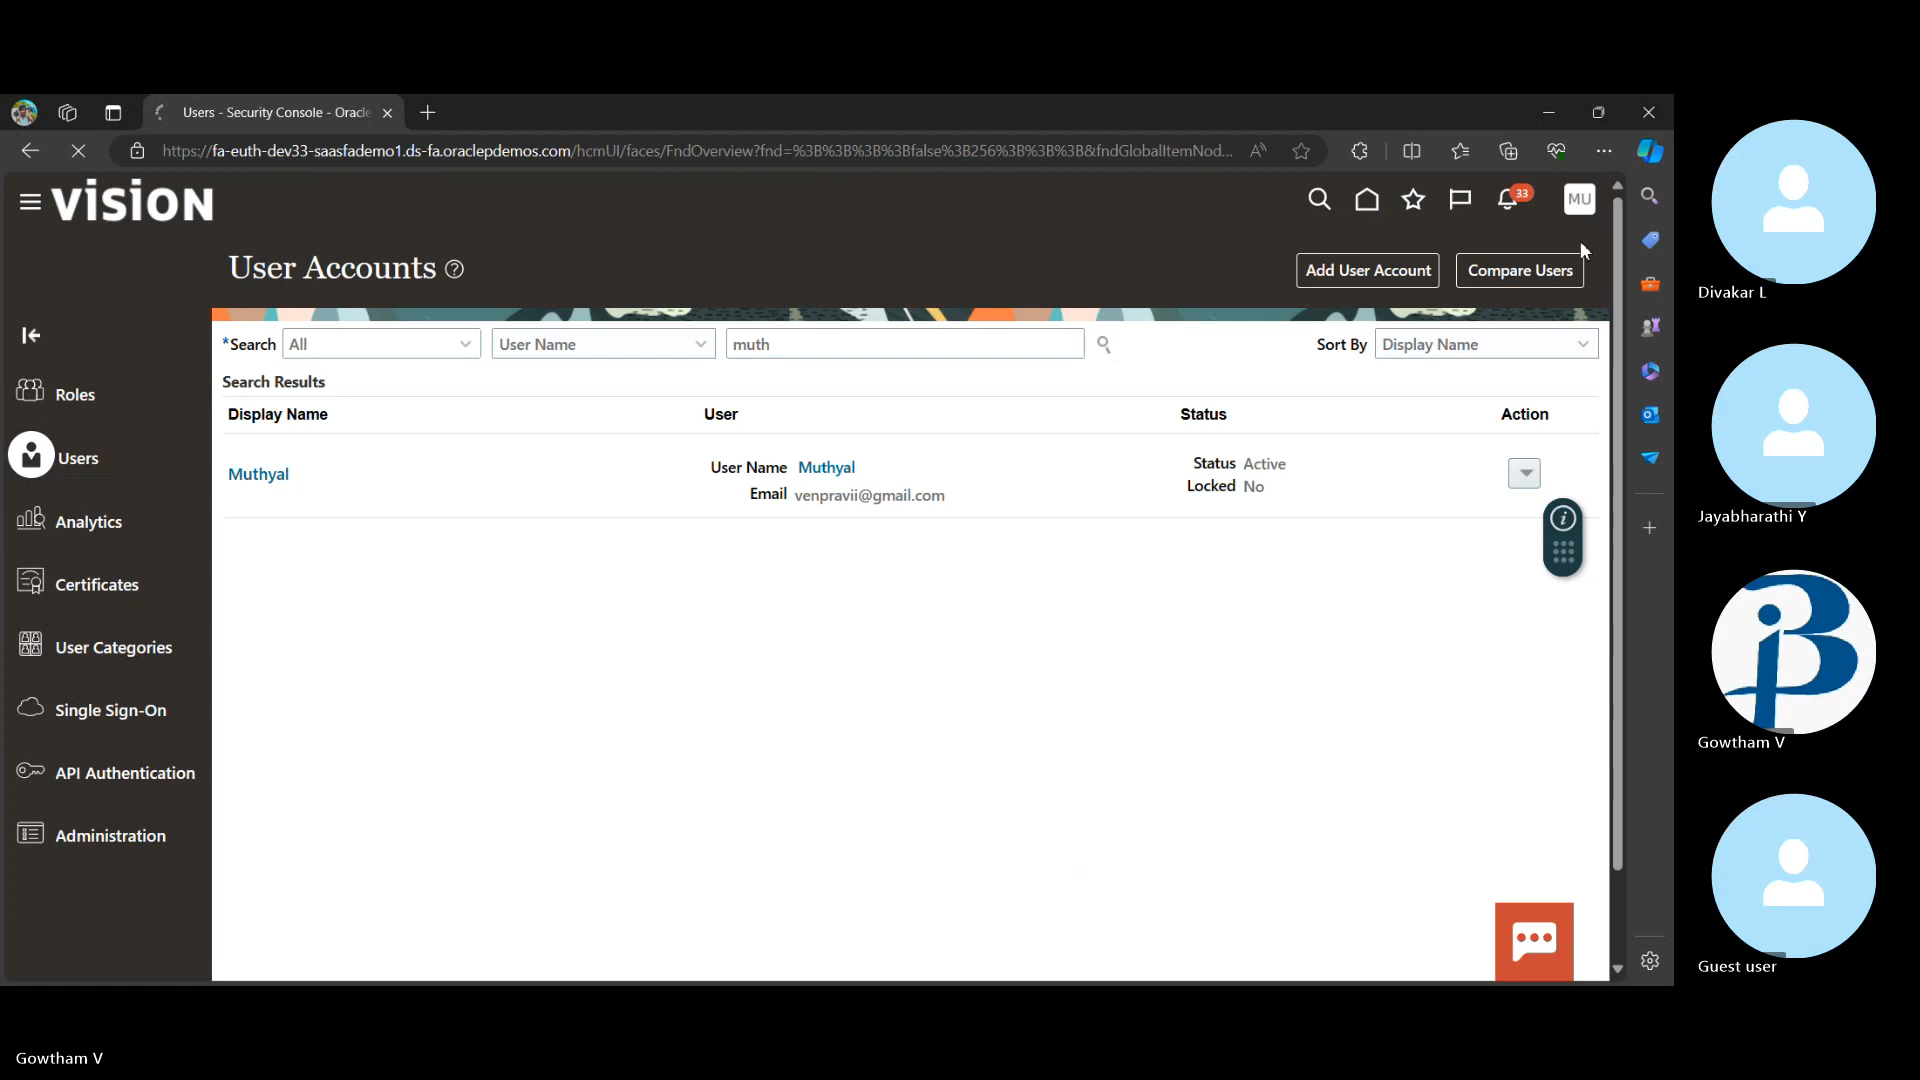 Users - Security Console - Oracle
https://fa-euth-dev33-saasfademo1.ds-fa.oraclepdemos.com/hcmUI/faces/FndOverview?fnd=%3B%3B%3B%3Bfalse%3B256%3B%3B%3B&fndGlobalItemNod...
VISION
33
MU
User Accounts
Add User Account
Compare Users
*Search All User Name muth Sort By Display Name
Search Results
Display Name User Status Action
Muthyal
User Name Muthyal
Email venpravii@gmail.com
Status Active
Locked No
Roles
Users
Analytics
Certificates
User Categories
Single Sign-On
API Authentication
Administration
Divakar L
Jayabharathi Y
Gowtham V
Guest user
Gowtham V